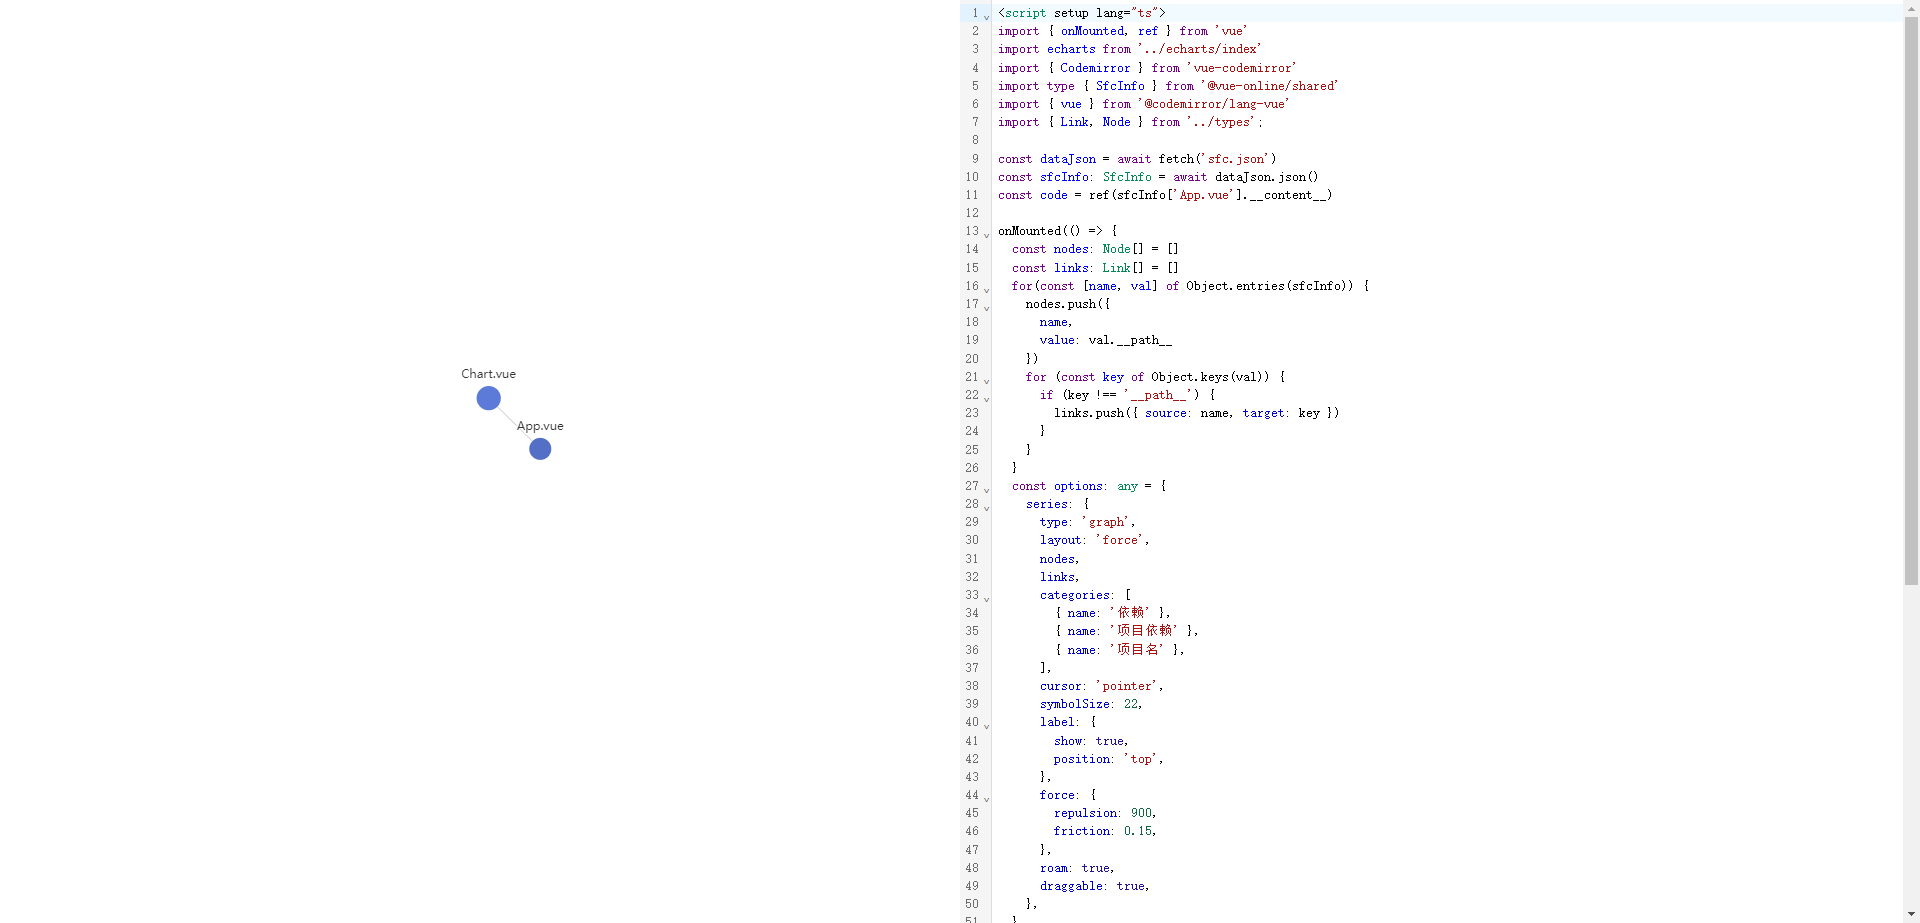 Chart.vue
App.vue
1 <script setup lang="ts">
2 import { onMounted, ref } from 'vue'
3 import echarts from '../echarts/index'
4 import { Codemirror } from 'vue-codemirror'
5 import type { SfcInfo } from '@vue-online/shared'
6 import { vue } from '@codemirror/lang-vue'
7 import { Link, Node } from '../types';
8
9 const dataJson = await fetch('sfc.json')
10 const sfcInfo: SfcInfo = await dataJson.json()
11 const code = ref(sfcInfo['App.vue'].__content__)
12
13 onMounted(() => {
14   const nodes: Node[] = []
15   const links: Link[] = []
16   for(const [name, val] of Object.entries(sfcInfo)) {
17     nodes.push({
18       name,
19       value: val.__path__
20     })
21     for (const key of Object.keys(val)) {
22       if (key !== '__path__') {
23         links.push({ source: name, target: key })
24       }
25     }
26   }
27   const options: any = {
28     series: {
29       type: 'graph',
30       layout: 'force',
31       nodes,
32       links,
33       categories: [
34         { name: '依赖' },
35         { name: '项目依赖' },
36         { name: '项目名' },
37       ],
38       cursor: 'pointer',
39       symbolSize: 22,
40       label: {
41         show: true,
42         position: 'top',
43       },
44       force: {
45         repulsion: 900,
46         friction: 0.15,
47       },
48       roam: true,
49       draggable: true,
50     },
51   }